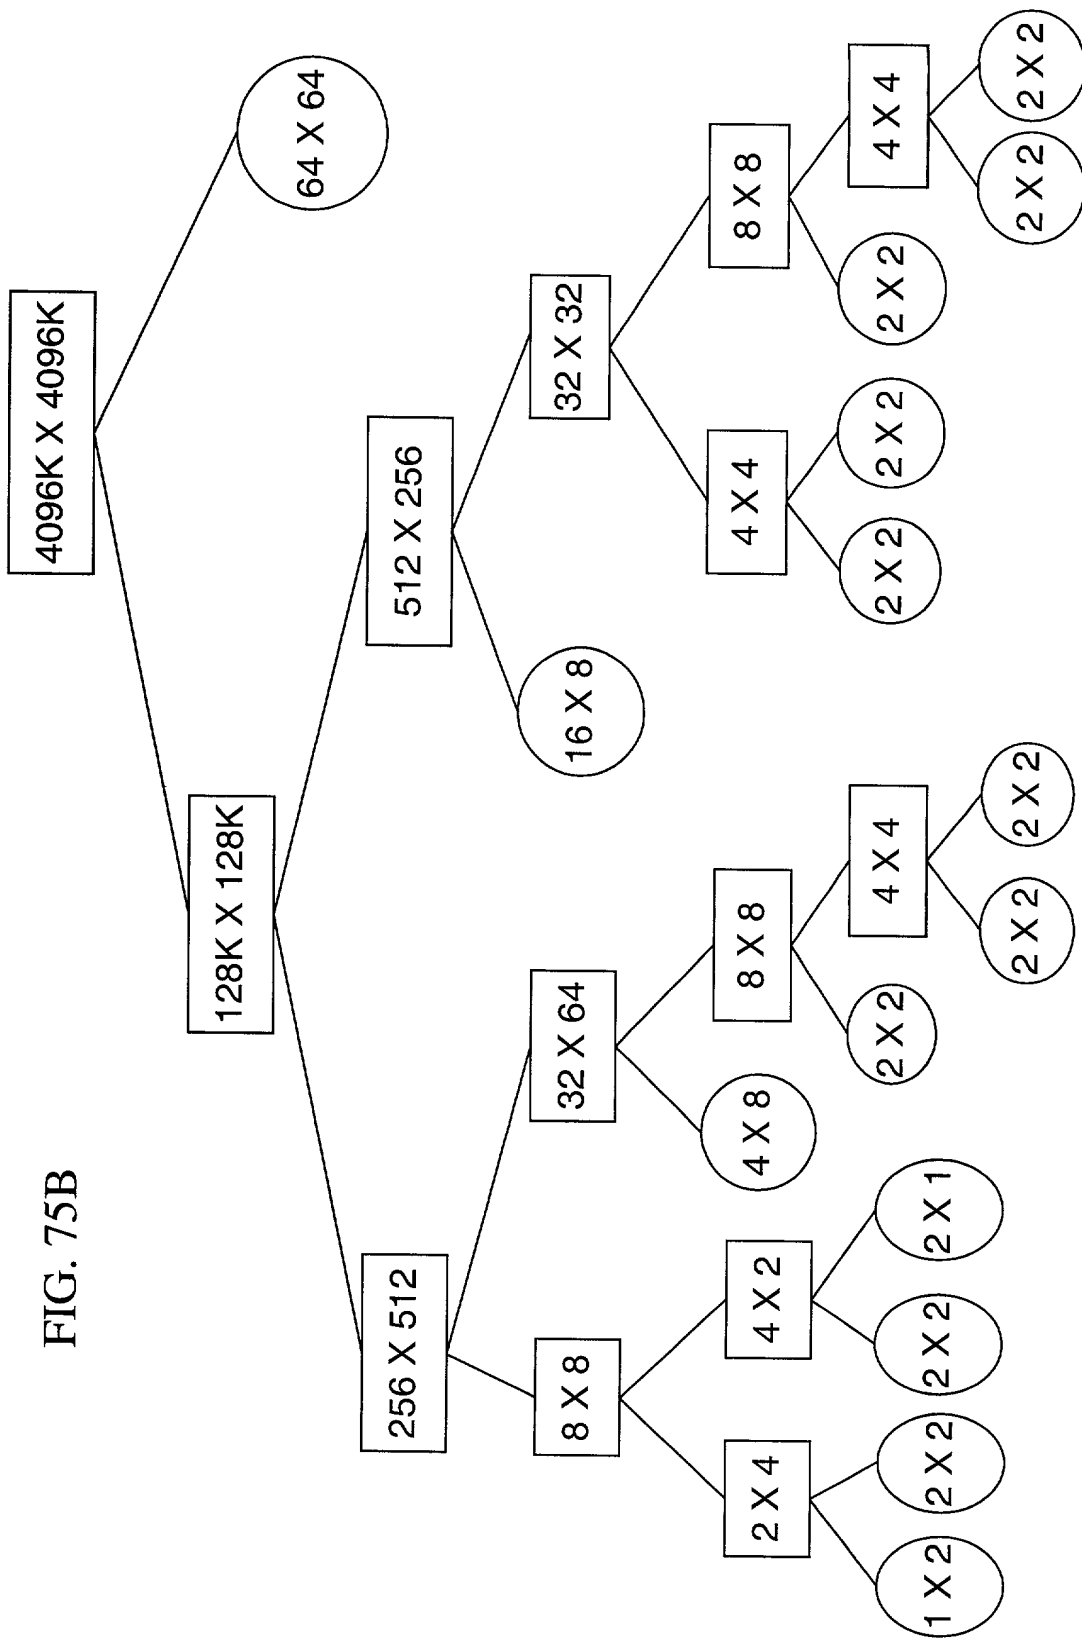 FIG. 75B
4096K X 4096K
128K X 128K
64 X 64
256 X 512
512 X 256
8 X 8
32 X 64
16 X 8
32 X 32
2 X 4
4 X 2
4 X 8
8 X 8
4 X 4
8 X 8
1 X 2
2 X 2
2 X 2
2 X 1
2 X 2
4 X 4
2 X 2
2 X 2
2 X 2
4 X 4
2 X 2
2 X 2
2 X 2
2 X 2